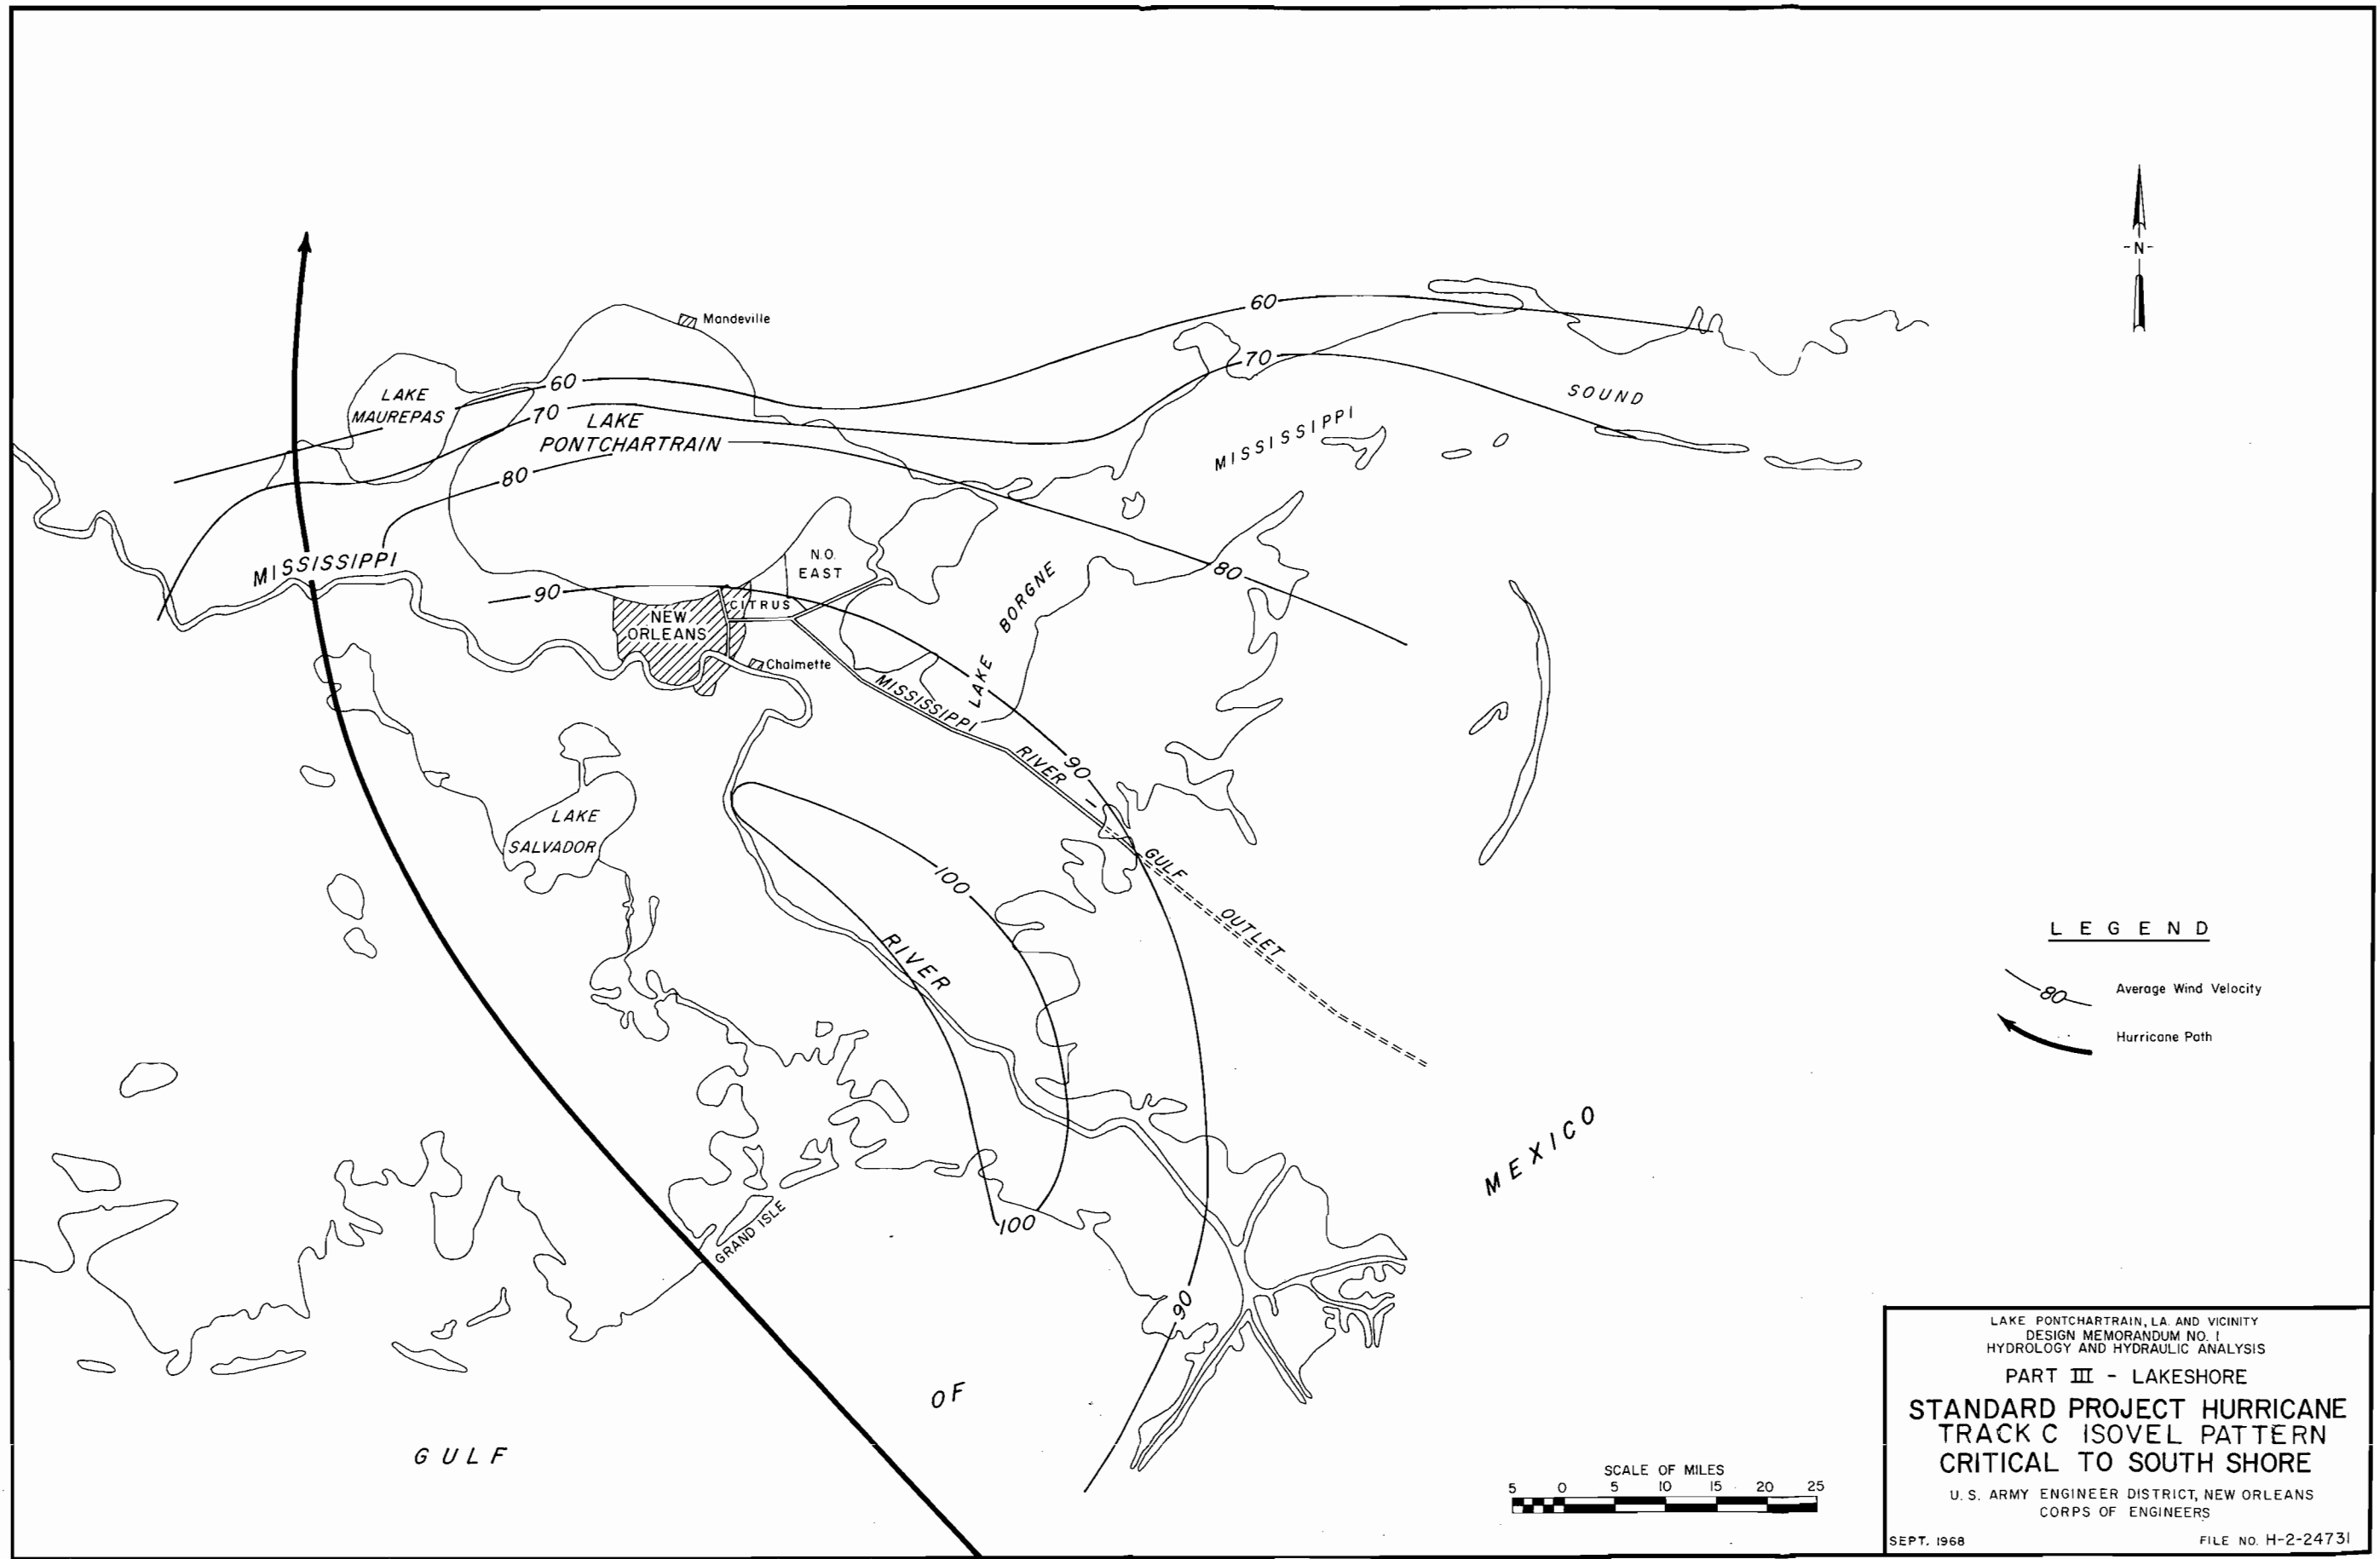 -N-
Mandeville
60
60
70
70
80
80
90
90
90
100
100
LAKE
MAUREPAS
LAKE
PONTCHARTRAIN
MISSISSIPPI
SOUND
MISSISSIPPI
N.O.
EAST
CITRUS
NEW
ORLEANS
Chalmette
LAKE BORGNE
MISSISSIPPI RIVER - GULF OUTLET
LAKE
SALVADOR
RIVER
GRAND ISLE
GULF
OF
MEXICO
LEGEND
80
Average Wind Velocity
Hurricane Path
SCALE OF MILES
5 0 5 10 15 20 25
LAKE PONTCHARTRAIN, LA. AND VICINITY
DESIGN MEMORANDUM NO. 1
HYDROLOGY AND HYDRAULIC ANALYSIS
PART III - LAKESHORE
STANDARD PROJECT HURRICANE
TRACK C ISOVEL PATTERN
CRITICAL TO SOUTH SHORE
U. S. ARMY ENGINEER DISTRICT, NEW ORLEANS
CORPS OF ENGINEERS
SEPT. 1968
FILE NO. H-2-24731